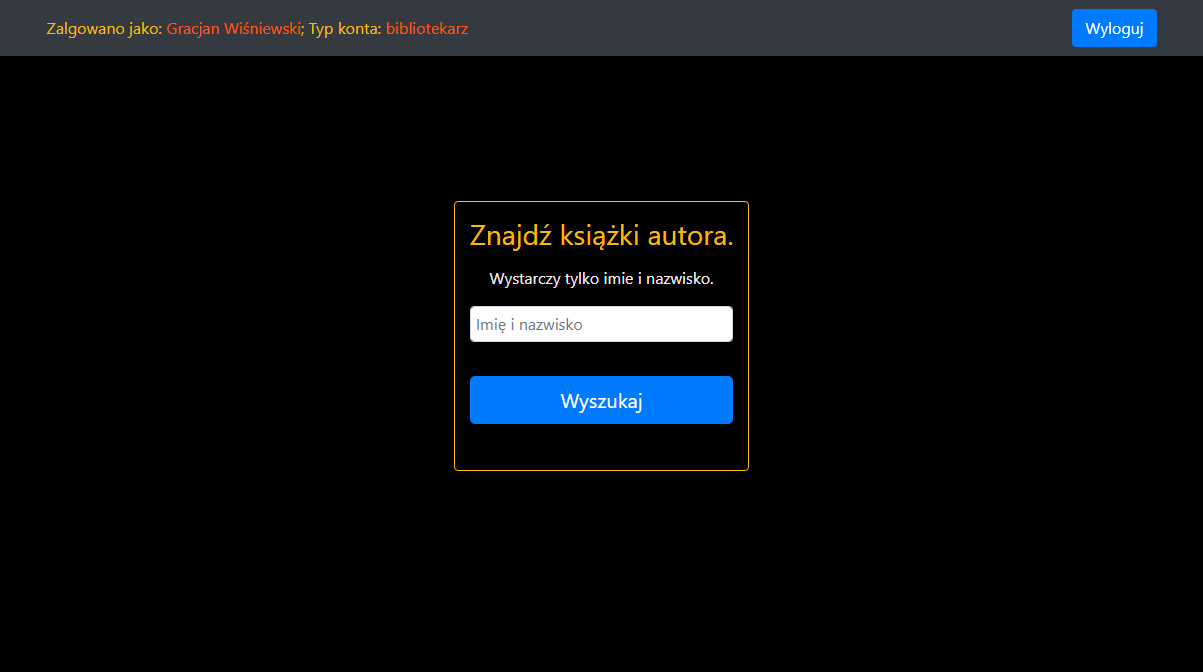 Zalgowano jako: Gracjan Wiśniewski; Typ konta: bibliotekarz
Wyloguj
Znajdź książki autora.
Wystarczy tylko imie i nazwisko.
Imię i nazwisko
Wyszukaj